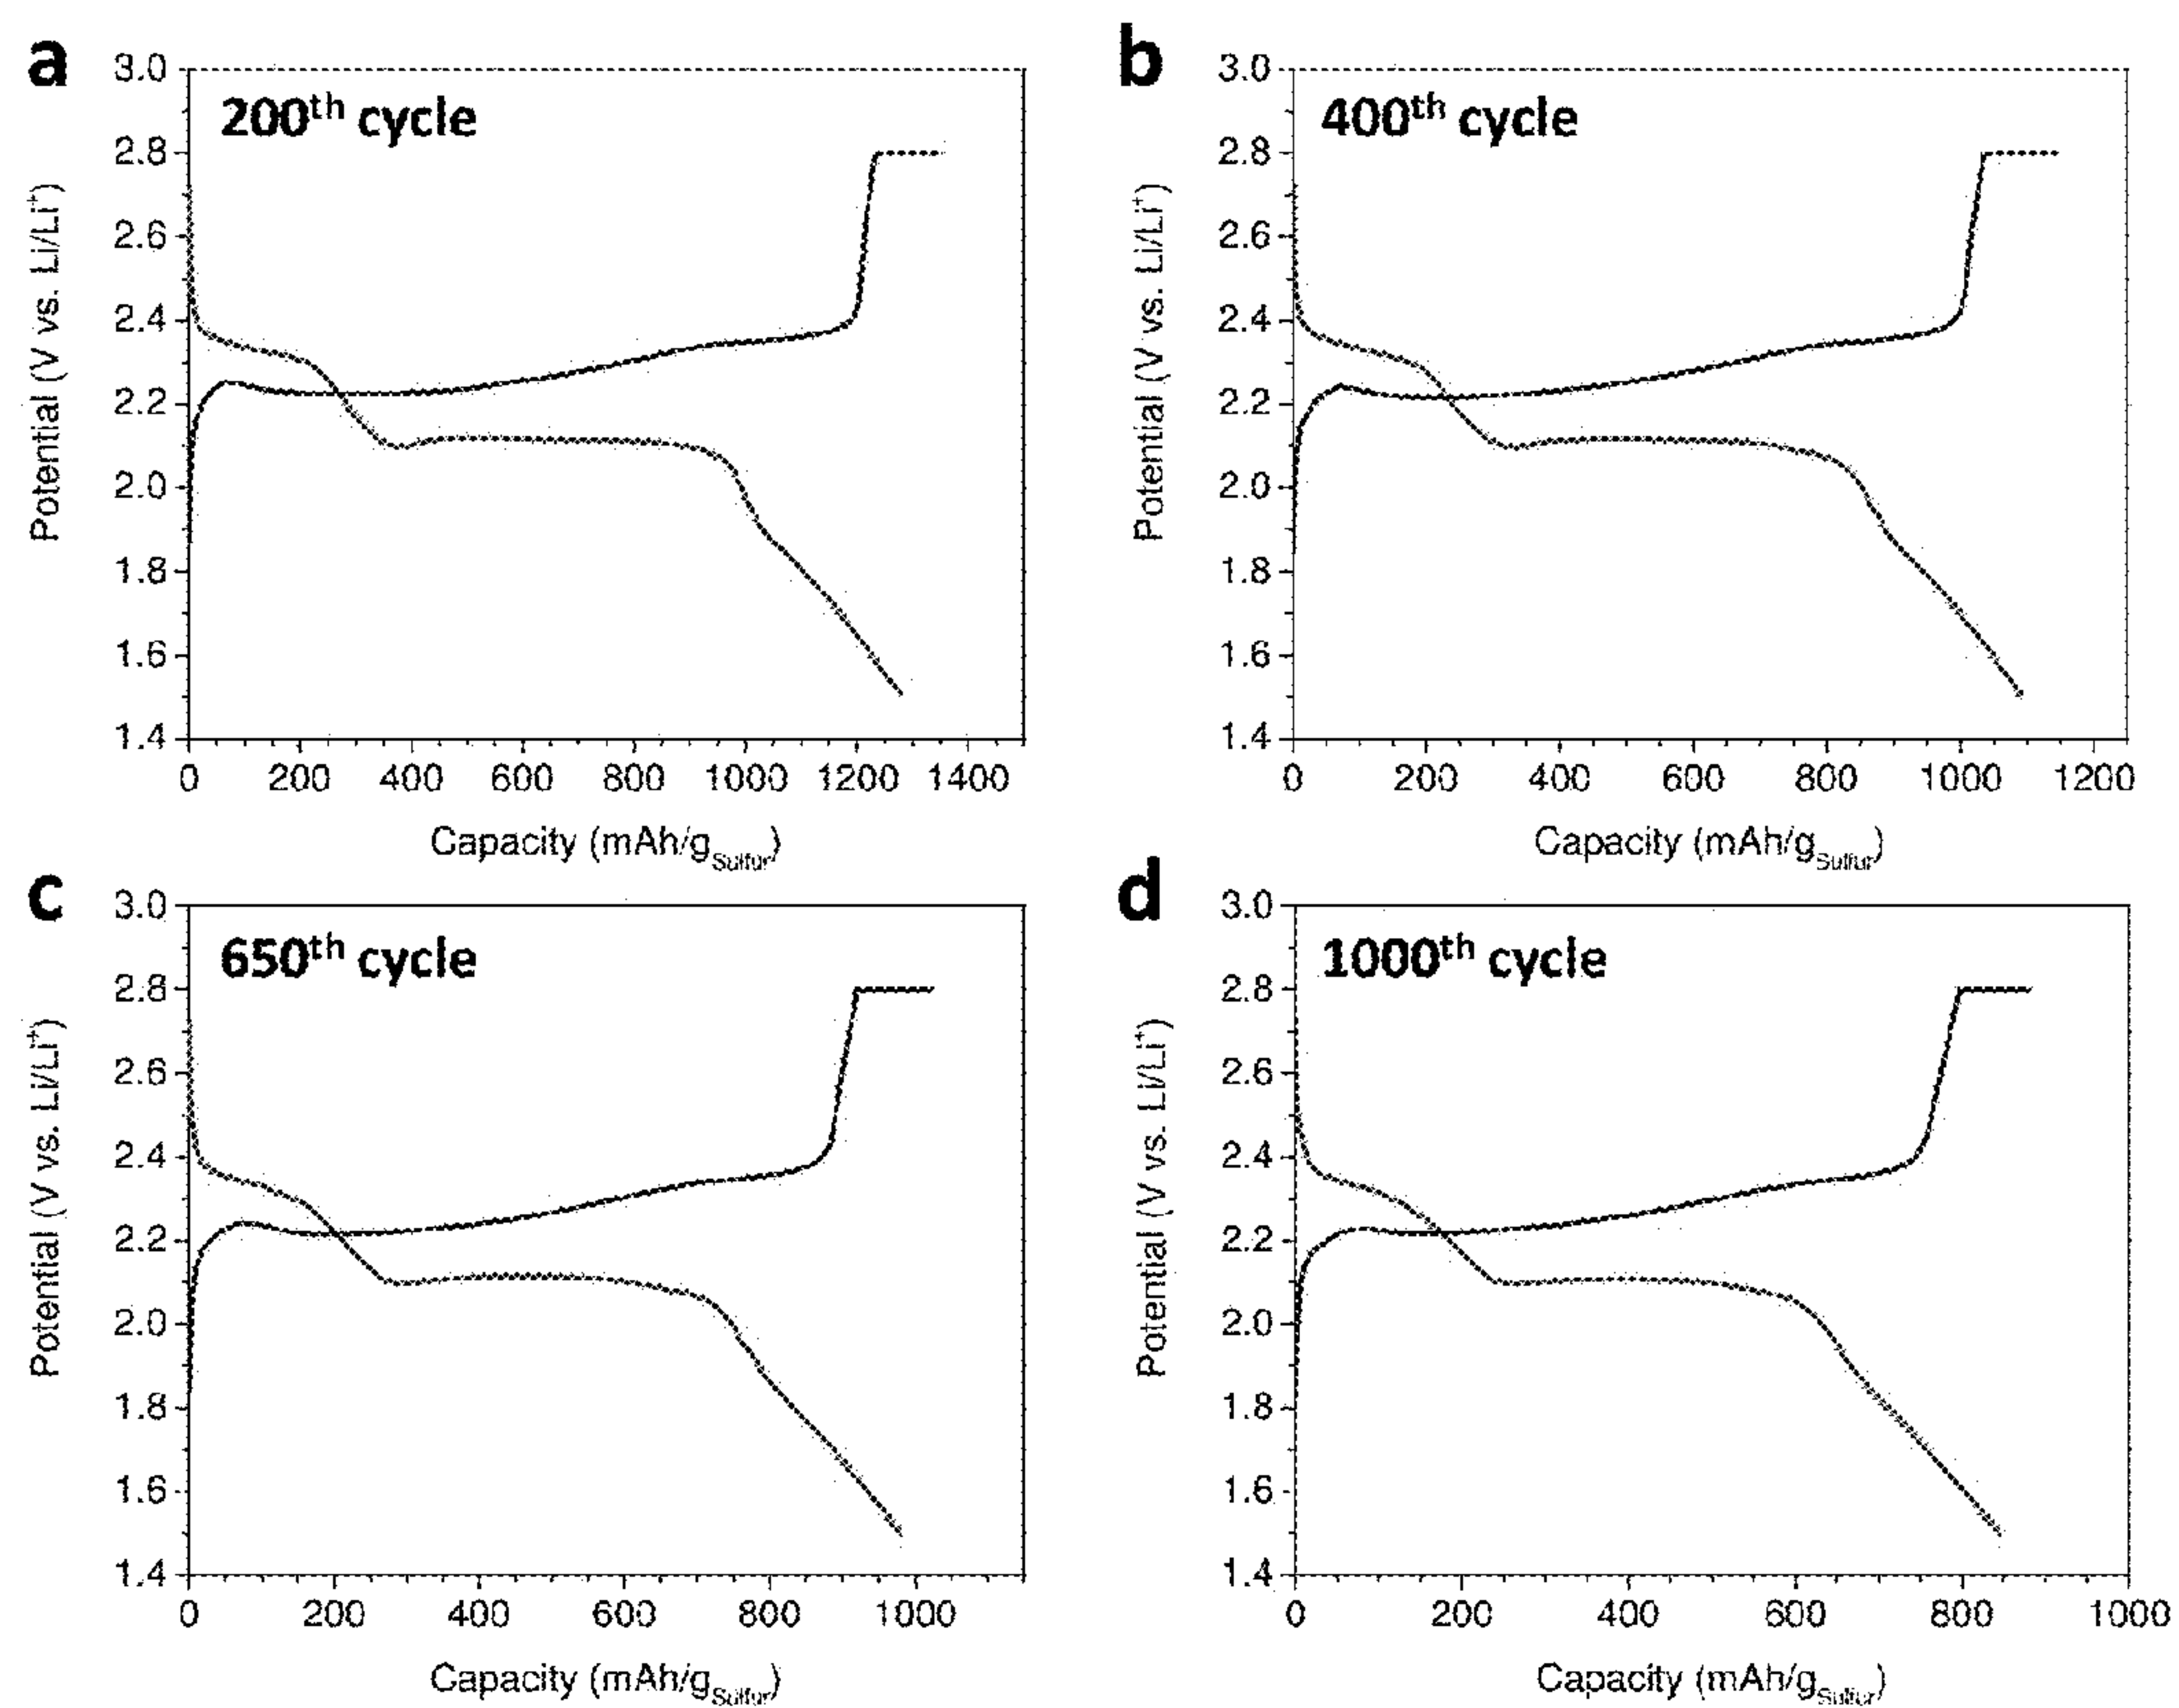 a
200th cycle
3.0
2.8
2.6
2.4
2.2
2.0
1.8
1.6
1.4
Potential (V vs. Li/Li+)
0 200 400 600 800 1000 1200 1400
Capacity (mAh/gSulfur)
b
400th cycle
3.0
2.8
2.6
2.4
2.2
2.0
1.8
1.6
1.4
Potential (V vs. Li/Li+)
0 200 400 600 800 1000 1200
Capacity (mAh/gSulfur)
c
650th cycle
3.0
2.8
2.6
2.4
2.2
2.0
1.8
1.6
1.4
Potential (V vs. Li/Li+)
0 200 400 600 800 1000
Capacity (mAh/gSulfur)
d
1000th cycle
3.0
2.8
2.6
2.4
2.2
2.0
1.8
1.6
1.4
Potential (V vs. Li/Li+)
0 200 400 600 800 1000
Capacity (mAh/gSulfur)